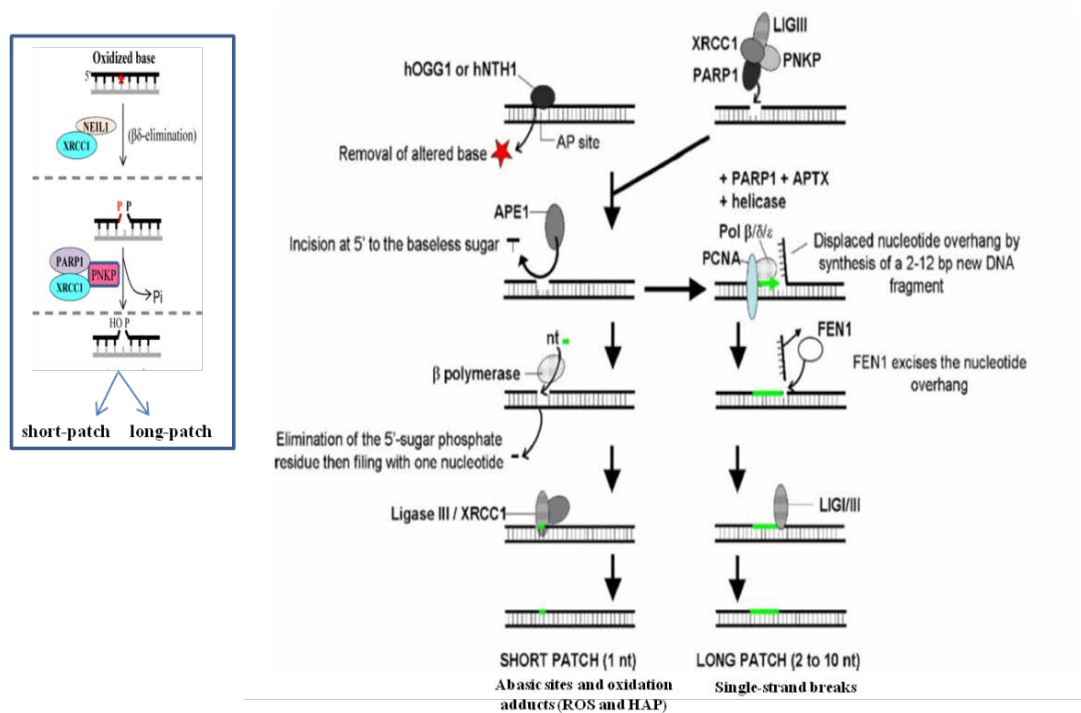 Oxidized base
5'
NEIL1
XRCC1
(βδ-elimination)
P P
PARP1
PNKP
XRCC1
Pi
HO P
short-patch long-patch
hOGG1 or hNTH1
AP site
Removal of altered base
LIGIII
XRCC1
PNKP
PARP1
APE1
Incision at 5' to the baseless sugar
+ PARP1 + APTX
+ helicase
Pol β/δ/ε
PCNA
Displaced nucleotide overhang by
synthesis of a 2-12 bp new DNA
fragment
nt
β polymerase
Elimination of the 5'-sugar phosphate
residue then filing with one nucleotide
FEN1
FEN1 excises the nucleotide
overhang
Ligase III / XRCC1
LIGI/III
SHORT PATCH (1 nt)
Abasic sites and oxidation
adducts (ROS and HAP)
LONG PATCH (2 to 10 nt)
Single-strand breaks